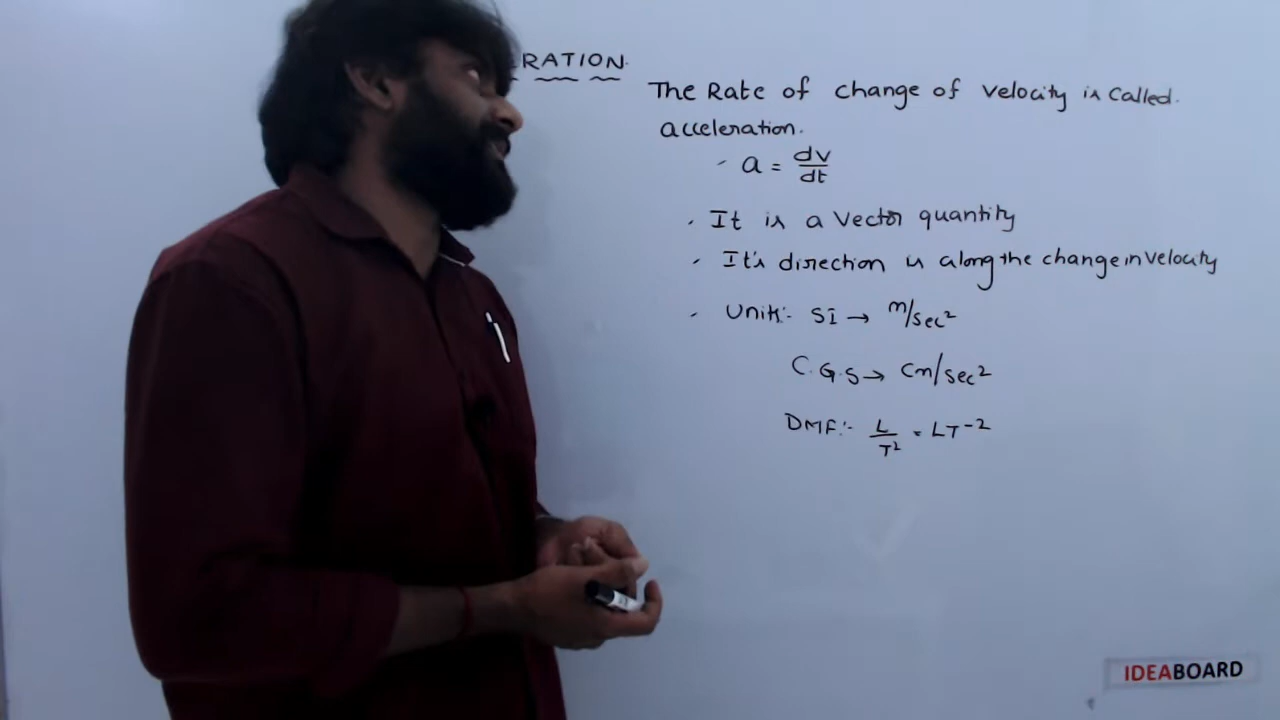 RATION
The Rate of change of velocity is called.
acceleration.
a = dv/dt
. It is a vector quantity
. It's direction is along the change in velocity
. Units:- SI → m/sec²
C.G.S → cm/sec²
DMF:- L/T² = LT⁻²
IDEABOARD